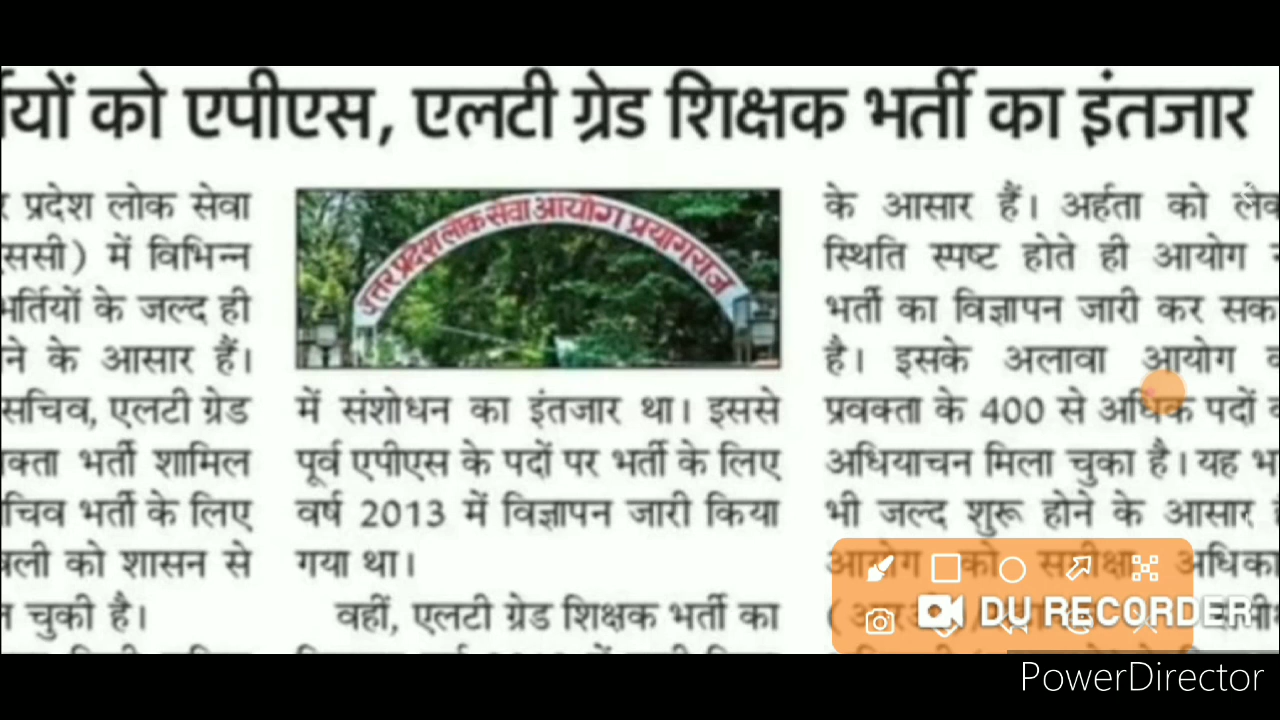 र्थियों को एपीएस, एलटी ग्रेड शिक्षक भर्ती का इंतजार
प्रदेश लोक सेवा
में विभिन्न
के जल्द ही
ने के आसार हैं।
सचिव, एलटी ग्रेड
भर्ती शामिल
भर्ती के लिए
को शासन से
चुकी है।
उत्तर प्रदेश लोक सेवा आयोग प्रयागराज
में संशोधन का इंतजार था। इससे
पूर्व एपीएस के पदों पर भर्ती के लिए
वर्ष 2013 में विज्ञापन जारी किया
गया था।
वहीं, एलटी ग्रेड शिक्षक भर्ती का
के आसार हैं। अर्हता को
स्थिति स्पष्ट होते ही आयोग
भर्ती का विज्ञापन जारी कर
है। इसके अलावा आयोग
प्रवक्ता के 400 से अधिक पदों
अधियाचन मिला चुका है। यह
भी जल्द शुरू होने के आसार
आयोग को समीक्षा
DU RECORDER
PowerDirector